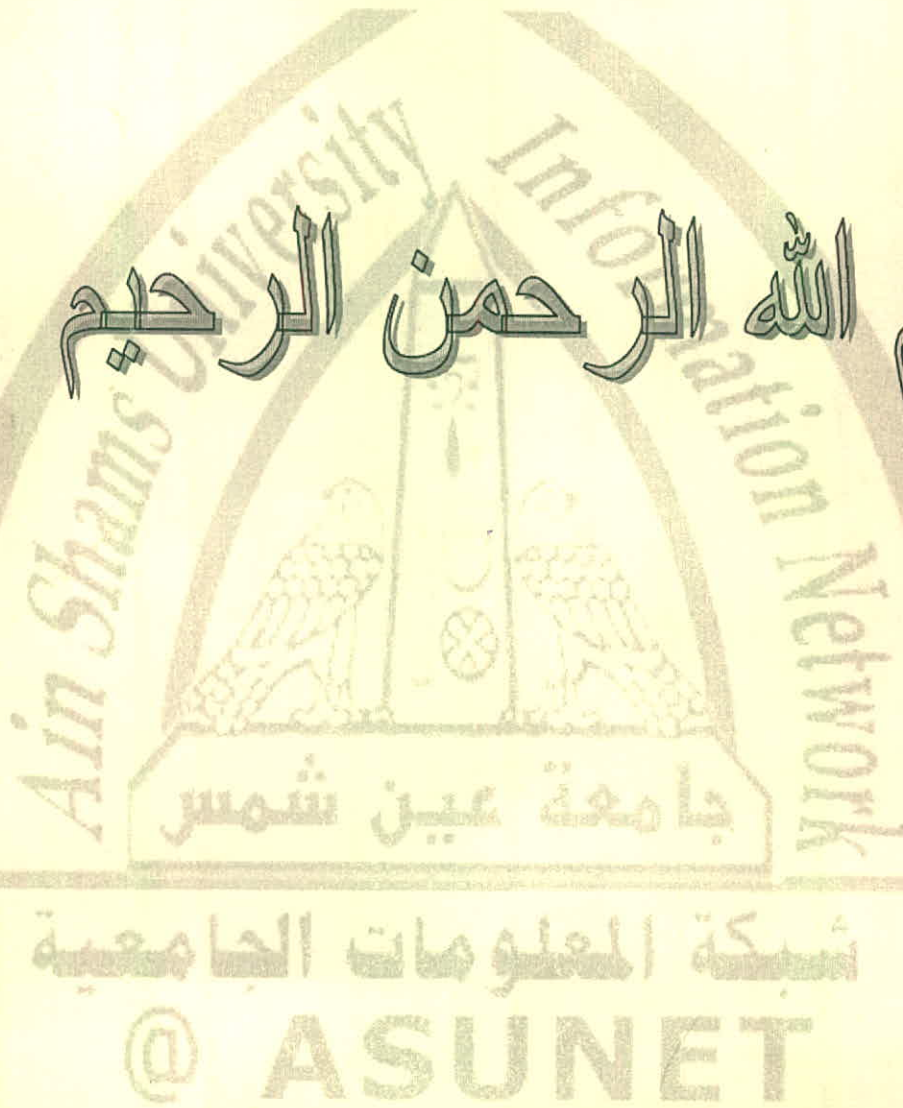 Ain Shams University Information Network
الله الرحمن الرحيم
جامعة عين شمس
شبكة المعلومات الجامعية
@ ASUNET